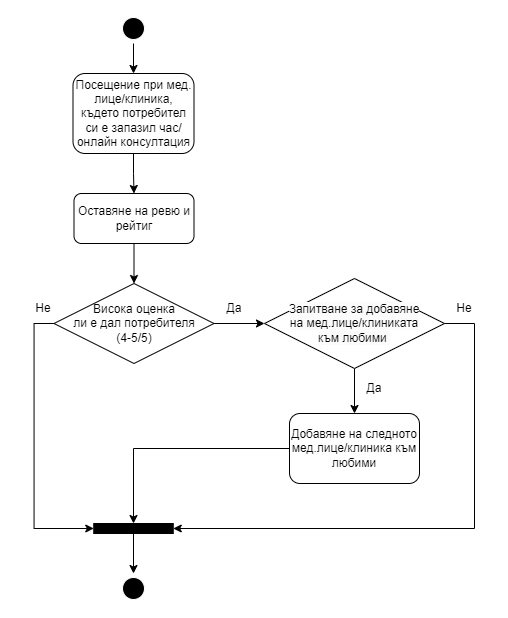 Посещение при мед.
лице/клиника,
където потребител
си е запазил час/
онлайн консултация
Оставяне на ревю и
рейтиг
Не
Висока оценка
ли е дал потребителя
(4-5/5)
Да
Запитване за добавяне
на мед.лице/клиниката
към любими
Не
Да
Добавяне на следното
мед.лице/клиника към
любими